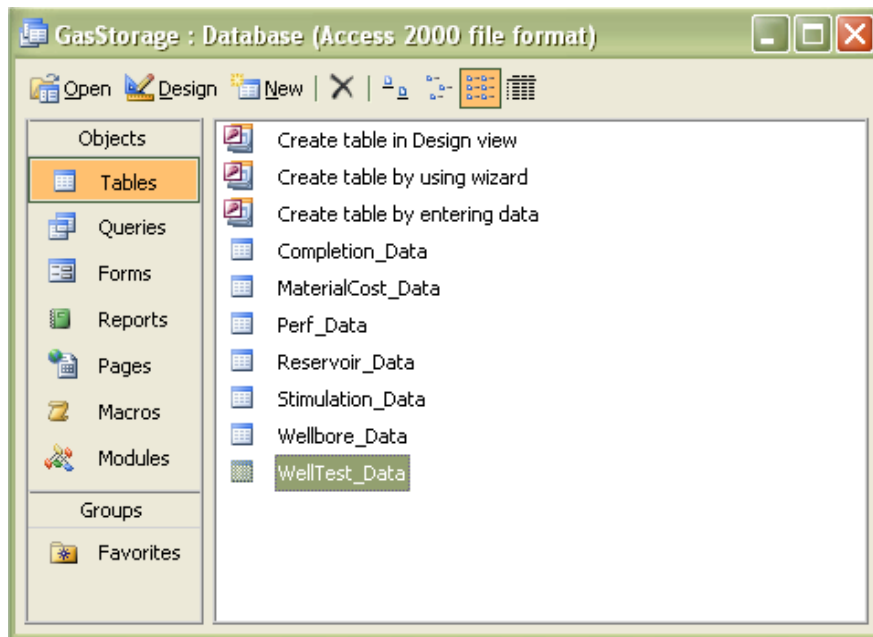 GasStorage : Database (Access 2000 file format)
Open Design New
Objects
Tables
Queries
Forms
Reports
Pages
Macros
Modules
Groups
Favorites
Create table in Design view
Create table by using wizard
Create table by entering data
Completion_Data
MaterialCost_Data
Perf_Data
Reservoir_Data
Stimulation_Data
Wellbore_Data
WellTest_Data